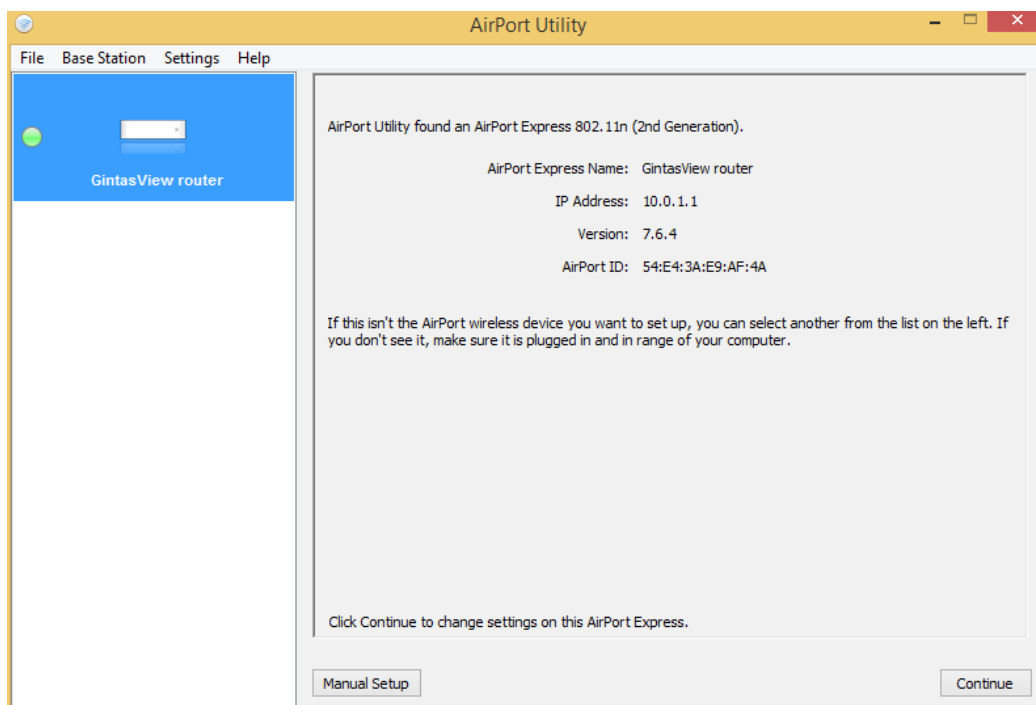 AirPort Utility
File Base Station Settings Help
GintasView router
AirPort Utility found an AirPort Express 802.11n (2nd Generation).
AirPort Express Name: GintasView router
IP Address: 10.0.1.1
Version: 7.6.4
AirPort ID: 54:E4:3A:E9:AF:4A
If this isn't the AirPort wireless device you want to set up, you can select another from the list on the left. If
you don't see it, make sure it is plugged in and in range of your computer.
Click Continue to change settings on this AirPort Express.
Manual Setup
Continue